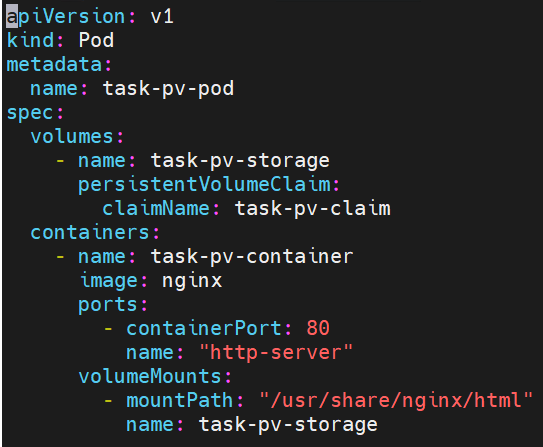 apiVersion: v1
kind: Pod
metadata:
  name: task-pv-pod
spec:
  volumes:
    - name: task-pv-storage
      persistentVolumeClaim:
        claimName: task-pv-claim
  containers:
    - name: task-pv-container
      image: nginx
      ports:
        - containerPort: 80
          name: "http-server"
      volumeMounts:
        - mountPath: "/usr/share/nginx/html"
          name: task-pv-storage